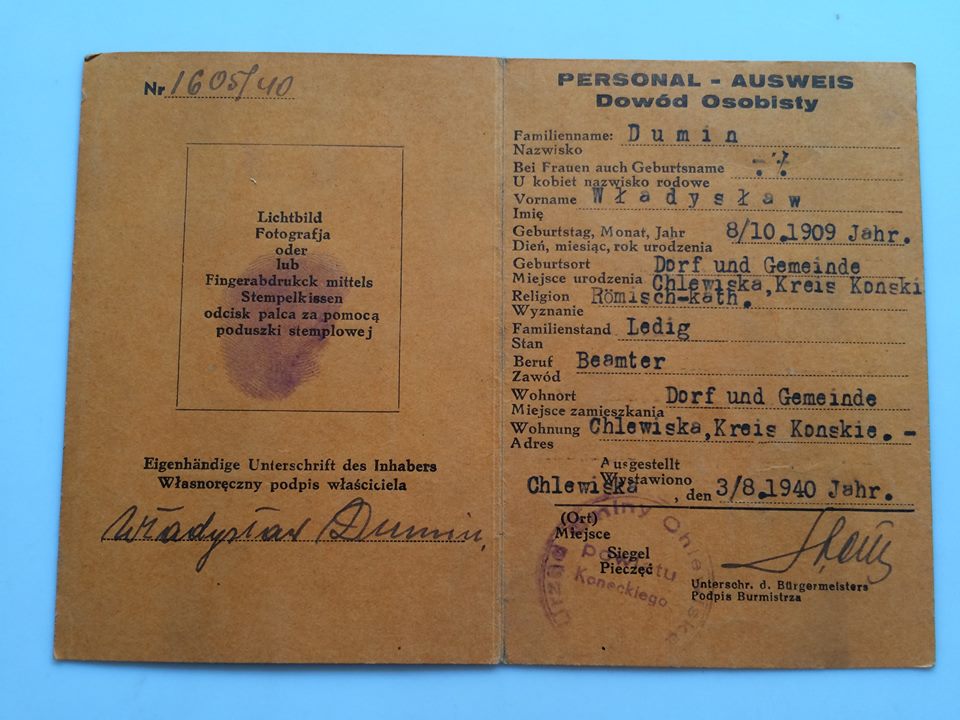 Nr 1605/40
Lichtbild
Fotografja
oder
lub
Fingerabdrukck mittels
Stempelkissen
odcisk palca za pomocą
poduszki stemplowej
Eigenhändige Unterschrift des Inhabers
Własnoręczny podpis właściciela
Władysław Dumin.
PERSONAL - AUSWEIS
Dowód Osobisty
Familienname: Dumin
Nazwisko
Bei Frauen auch Geburtsname -.-/.
U kobiet nazwisko rodowe
Vorname Władysław
Imię
Geburtstag, Monat, Jahr 8/10.1909 Jahr.
Dień, miesiąc, rok urodzenia
Geburtsort Dorf und Gemeinde
Miejsce urodzenia Chlewiska, Kreis Konski
Religion Römisch-kath.
Wyznanie
Familienstand Ledig
Stan
Beruf Beamter
Zawód
Wohnort Dorf und Gemeinde
Miejsce zamieszkania
Wohnung Chlewiska, Kreis Konskie. -
Adres
Ausgestellt
Wystawiono
Chlewiska, den 3/8.1940 Jahr.
(Ort)
Miejsce
Siegel
Pieczęć
Unterschr. d. Bürgermeisters
Podpis Burmistrza
Urząd Gminy Chlewiska
powiatu
Koneckiego